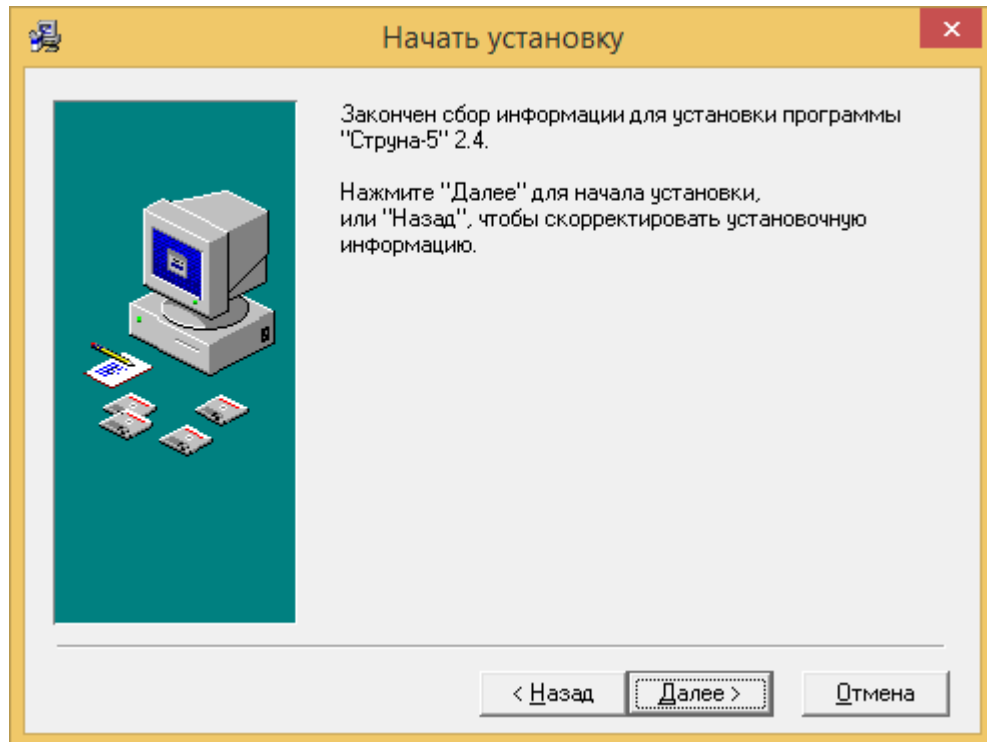 Начать установку
Закончен сбор информации для установки программы
"Струна-5" 2.4.
Нажмите "Далее" для начала установки,
или "Назад", чтобы скорректировать установочную
информацию.
< Назад
Далее >
Отмена